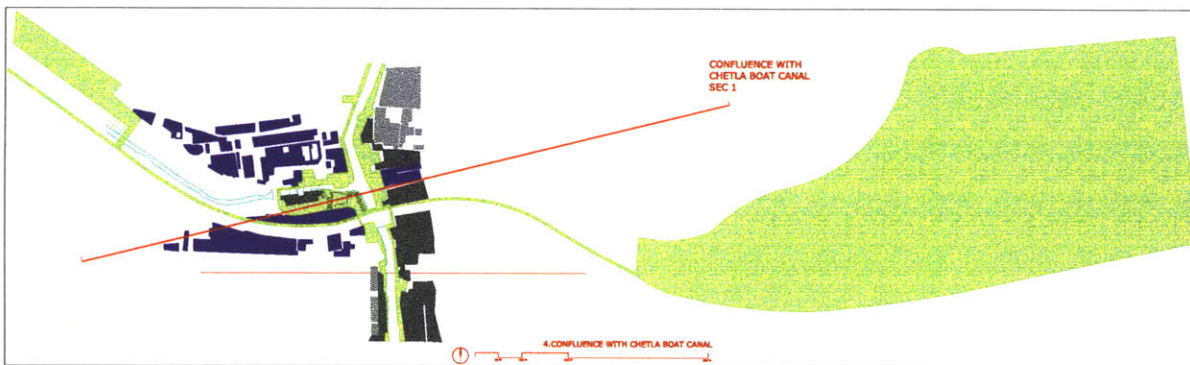 CONFLUENCE WITH
CHETLA BOAT CANAL
SEC 1
4.CONFLUENCE WITH CHETLA BOAT CANAL